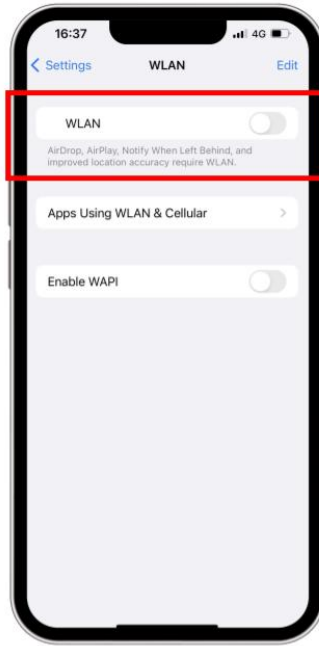 16:37 4G
Settings WLAN Edit
WLAN
AirDrop, AirPlay, Notify When Left Behind, and
improved location accuracy require WLAN.
Apps Using WLAN & Cellular
Enable WAPI